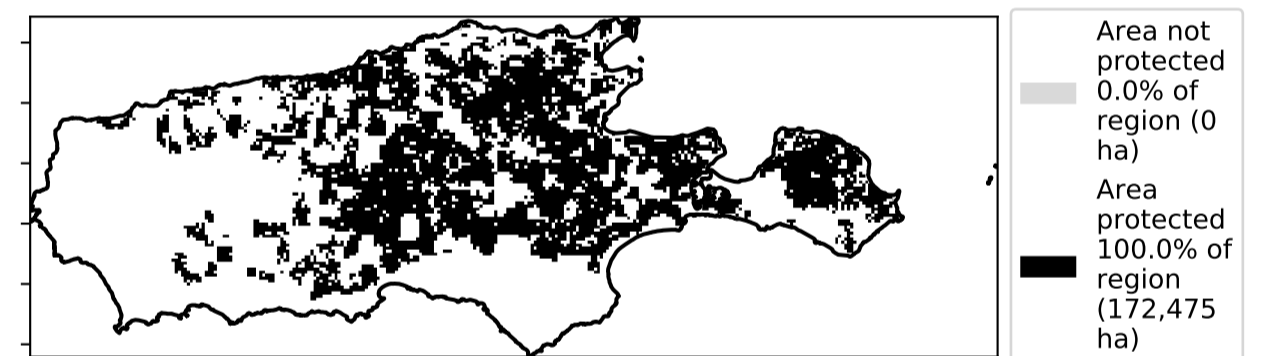 Area not
protected
0.0% of
region (0
ha)
Area
protected
100.0% of
region
(172,475
ha)